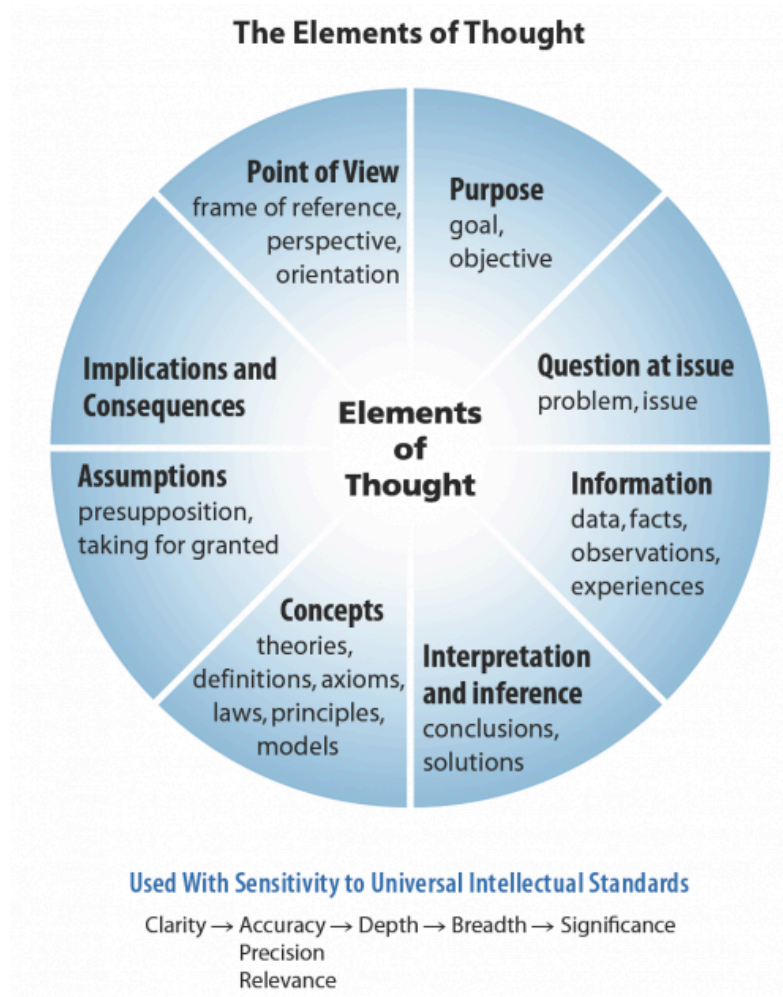 The Elements of Thought
Point of View
frame of reference,
perspective,
orientation
Purpose
goal,
objective
Implications and
Consequences
Question at issue
problem, issue
Elements
of
Thought
Assumptions
presupposition,
taking for granted
Information
data, facts,
observations,
experiences
Concepts
theories,
definitions, axioms,
laws, principles,
models
Interpretation
and inference
conclusions,
solutions
Used With Sensitivity to Universal Intellectual Standards
Clarity → Accuracy → Depth → Breadth → Significance
Precision
Relevance